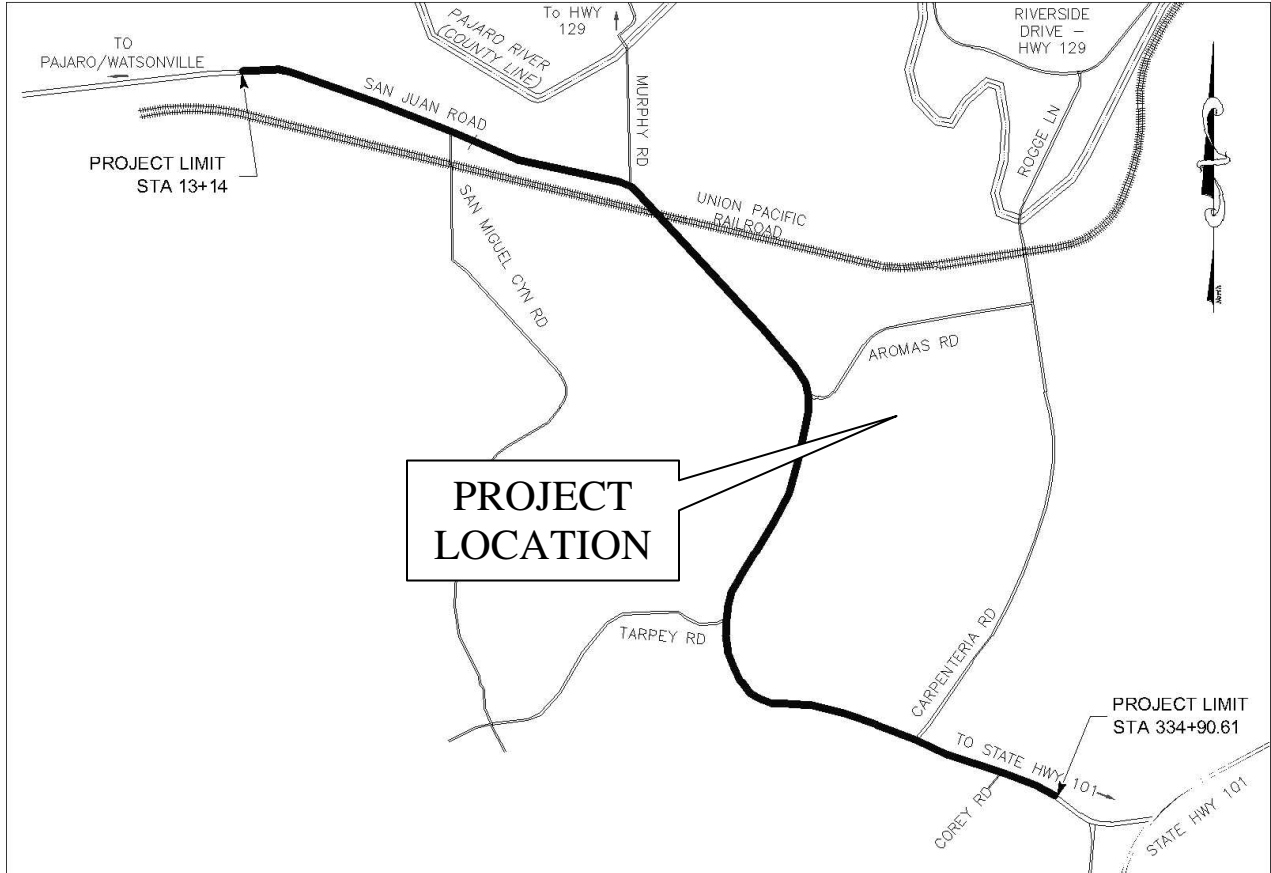 TO
PAJARO/WATSONVILLE
PAJARO RIVER
(COUNTY LINE)
To HWY
129
RIVERSIDE
DRIVE –
HWY 129
SAN JUAN ROAD
MURPHY RD
ROGGE LN
PROJECT LIMIT
STA 13+14
SAN MIGUEL CYN RD
UNION PACIFIC
RAILROAD
North
AROMAS RD
PROJECT
LOCATION
TARPEY RD
CARPENTERIA RD
PROJECT LIMIT
STA 334+90.61
TO STATE HWY 101
COREY RD
STATE HWY 101